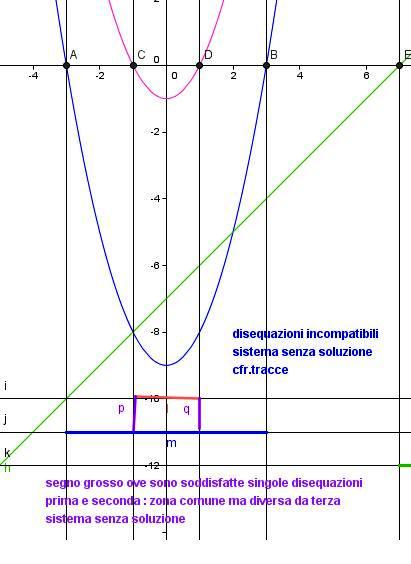 2
A
C
D
B
E
0
-4
-2
0
2
4
6
-2
-4
-6
-8
disequazioni incompatibili
sistema senza soluzione
cfr.tracce
i
-10
p
q
j
m
k
h
-12
segno grosso ove sono soddisfatte singole disequazioni
prima e seconda : zona comune ma diversa da terza
sistema senza soluzione